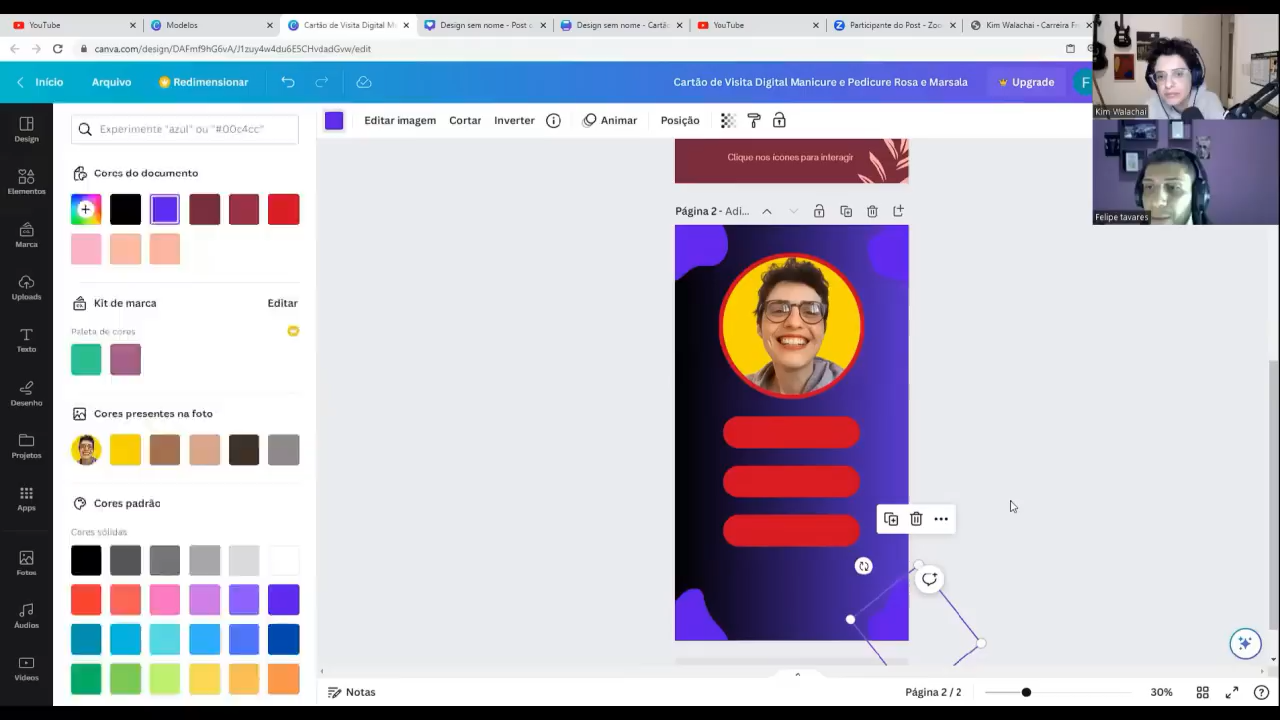 YouTube
Modelos
Cartão de Visita Digital M
Design sem nome - Post
Design sem nome - Cartã
YouTube
Participante do Post - Zoo
Kim Walachai - Carreira F
canva.com/design/DAFmf9hG6vA/J1zuy4w4du6E5CHvdadGvw/edit
Início
Arquivo
Redimensionar
Cartão de Visita Digital Manicure e Pedicure Rosa e Marsala
Upgrade
F
Kim Walachai
Felipe tavares
Experimente "azul" ou "#00c4cc"
Editar imagem
Cortar
Inverter
Animar
Posição
Design
Elementos
Marca
Uploads
Texto
Desenho
Projetos
Apps
Fotos
Áudios
Vídeos
Cores do documento
Kit de marca
Editar
Paleta de cores
Cores presentes na foto
Cores padrão
Cores sólidas
Clique nos ícones para interagir
Página 2 - Adi...
Notas
Página 2 / 2
30%